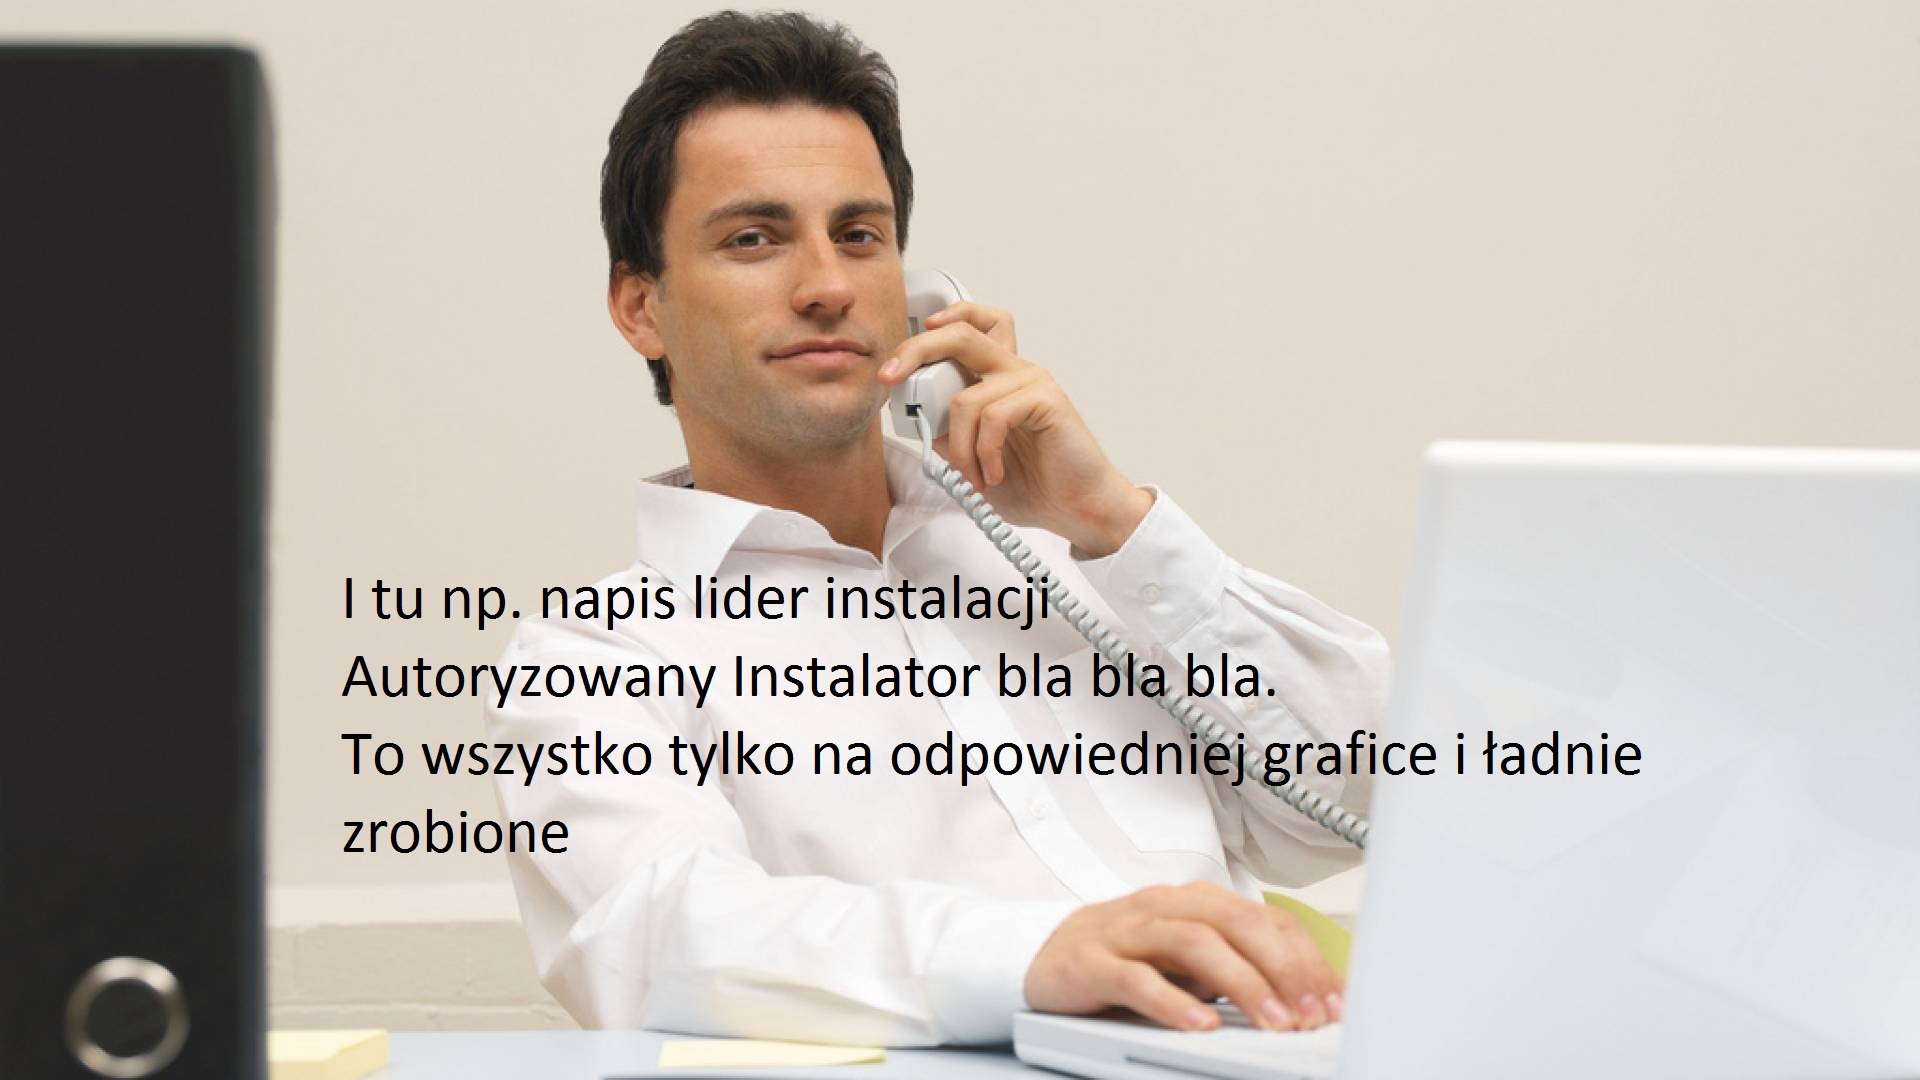 I tu np. napis lider instalacji
Autoryzowany Instalator bla bla bla.
To wszystko tylko na odpowiedniej grafice i ładnie
zrobione